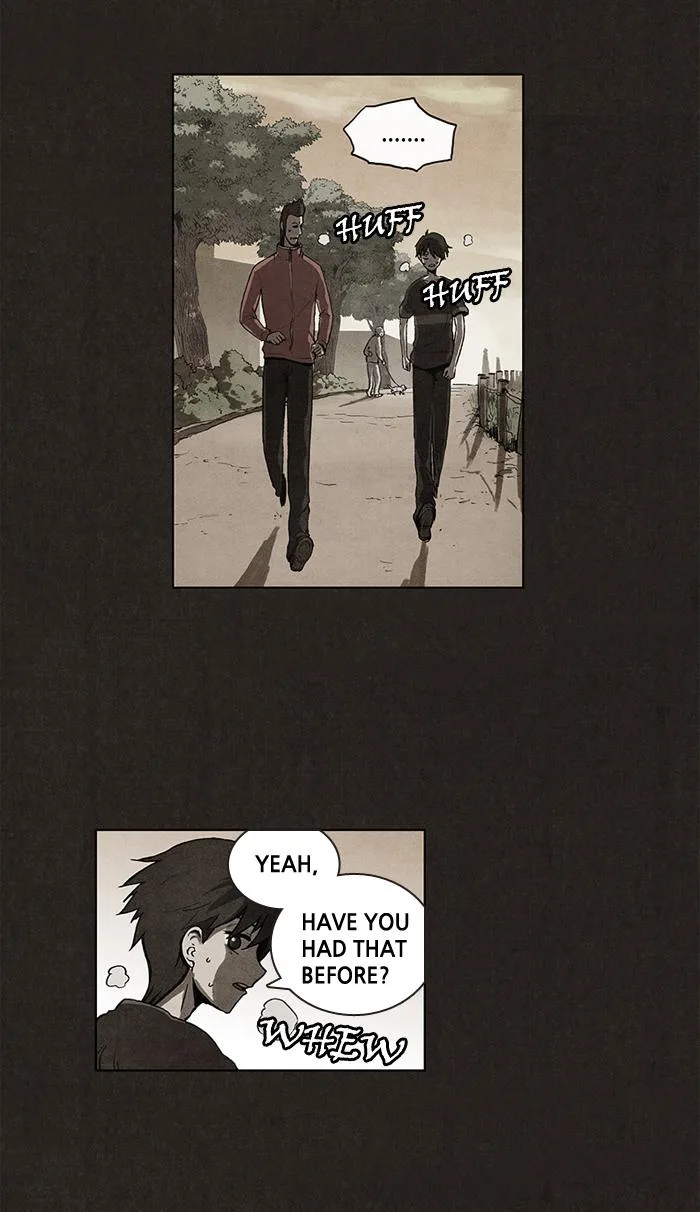 .......
HUFF
HUFF
YEAH,
HAVE YOU
HAD THAT
BEFORE?
WHEW